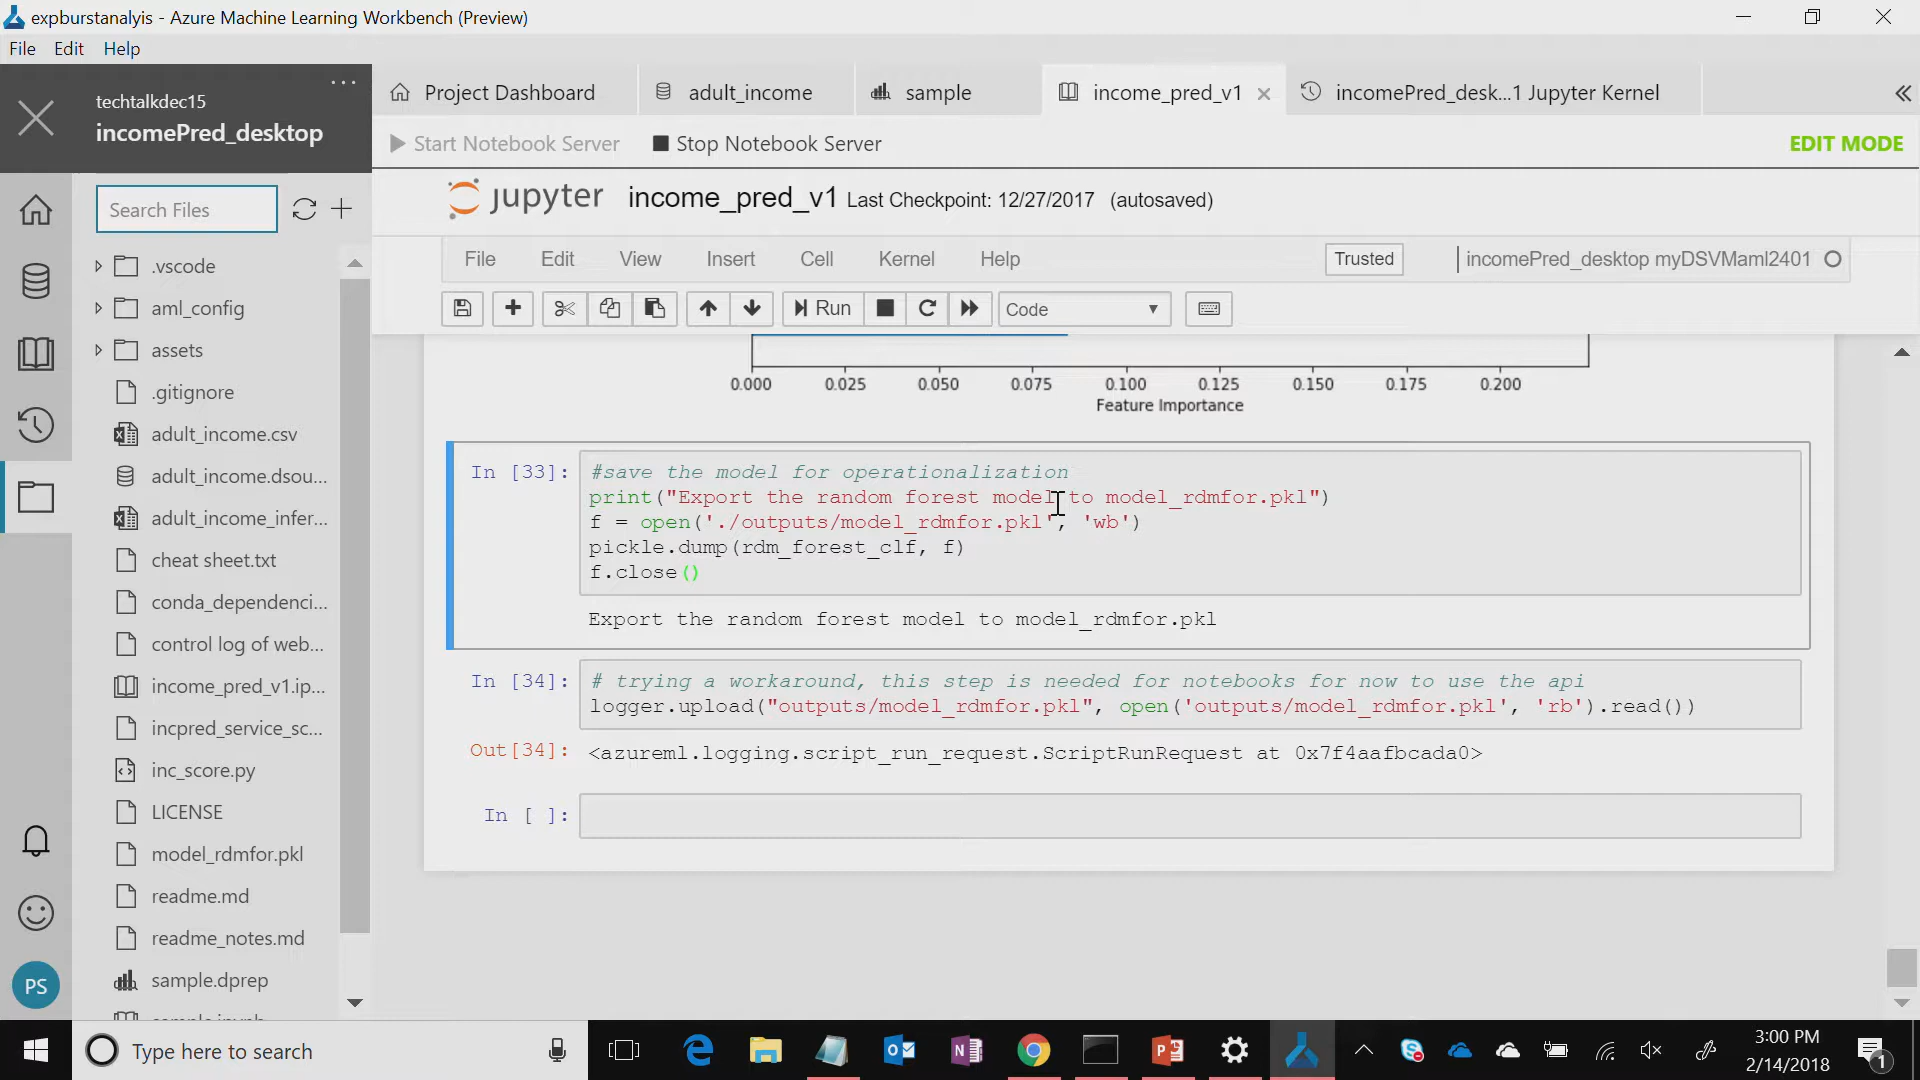 expburstanalyis - Azure Machine Learning Workbench (Preview)
File Edit Help
techtalkdec15
incomePred_desktop
Project Dashboard
adult_income
sample
income_pred_v1
incomePred_desk...1 Jupyter Kernel
Start Notebook Server
Stop Notebook Server
EDIT MODE
Search Files
jupyter income_pred_v1 Last Checkpoint: 12/27/2017 (autosaved)
File Edit View Insert Cell Kernel Help
Trusted
incomePred_desktop myDSVMaml2401
Run
Code
.vscode
aml_config
assets
.gitignore
adult_income.csv
adult_income.dsou...
adult_income_infer...
cheat sheet.txt
conda_dependenci...
control log of web...
income_pred_v1.ip...
incpred_service_sc...
inc_score.py
LICENSE
model_rdmfor.pkl
readme.md
readme_notes.md
sample.dprep
PS
0.000 0.025 0.050 0.075 0.100 0.125 0.150 0.175 0.200
Feature Importance
In [33]:
#save the model for operationalization
print("Export the random forest model to model_rdmfor.pkl")
f = open('./outputs/model_rdmfor.pkl', 'wb')
pickle.dump(rdm_forest_clf, f)
f.close()
Export the random forest model to model_rdmfor.pkl
In [34]:
# trying a workaround, this step is needed for notebooks for now to use the api
logger.upload("outputs/model_rdmfor.pkl", open('outputs/model_rdmfor.pkl', 'rb').read())
Out[34]:
<azureml.logging.script_run_request.ScriptRunRequest at 0x7f4aafbcada0>
In [ ]:
Type here to search
3:00 PM
2/14/2018
1